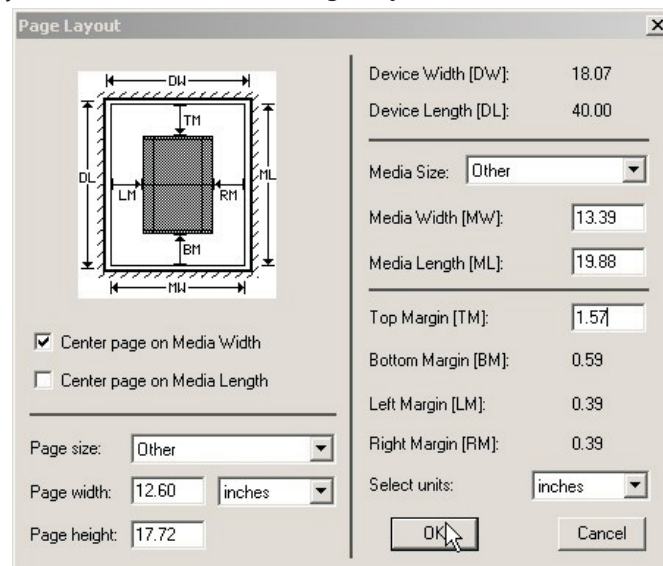 Page Layout
DW
TM
DL
ML
LM
RM
BM
MW
Center page on Media Width
Center page on Media Length
Page size: Other
Page width: 12.60 inches
Page height: 17.72
Device Width [DW]: 18.07
Device Length [DL]: 40.00
Media Size: Other
Media Width [MW]: 13.39
Media Length [ML]: 19.88
Top Margin [TM]: 1.57
Bottom Margin [BM]: 0.59
Left Margin [LM]: 0.39
Right Margin [RM]: 0.39
Select units: inches
OK Cancel